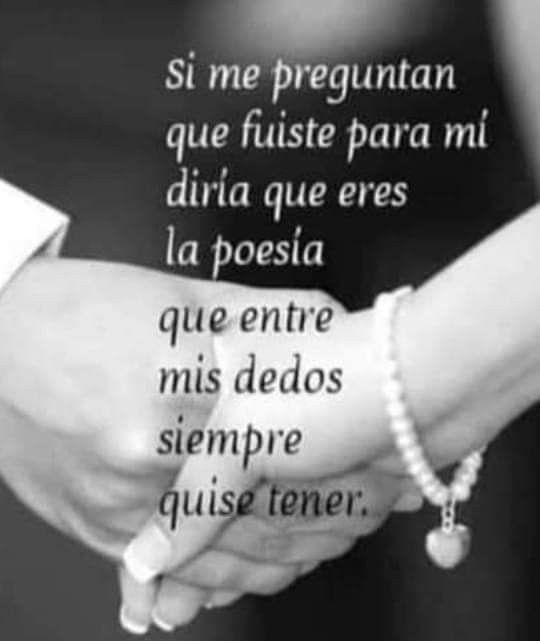 Si me preguntan
que fuiste para mí
diría que eres
la poesía
que entre
mis dedos
siempre
quise tener.